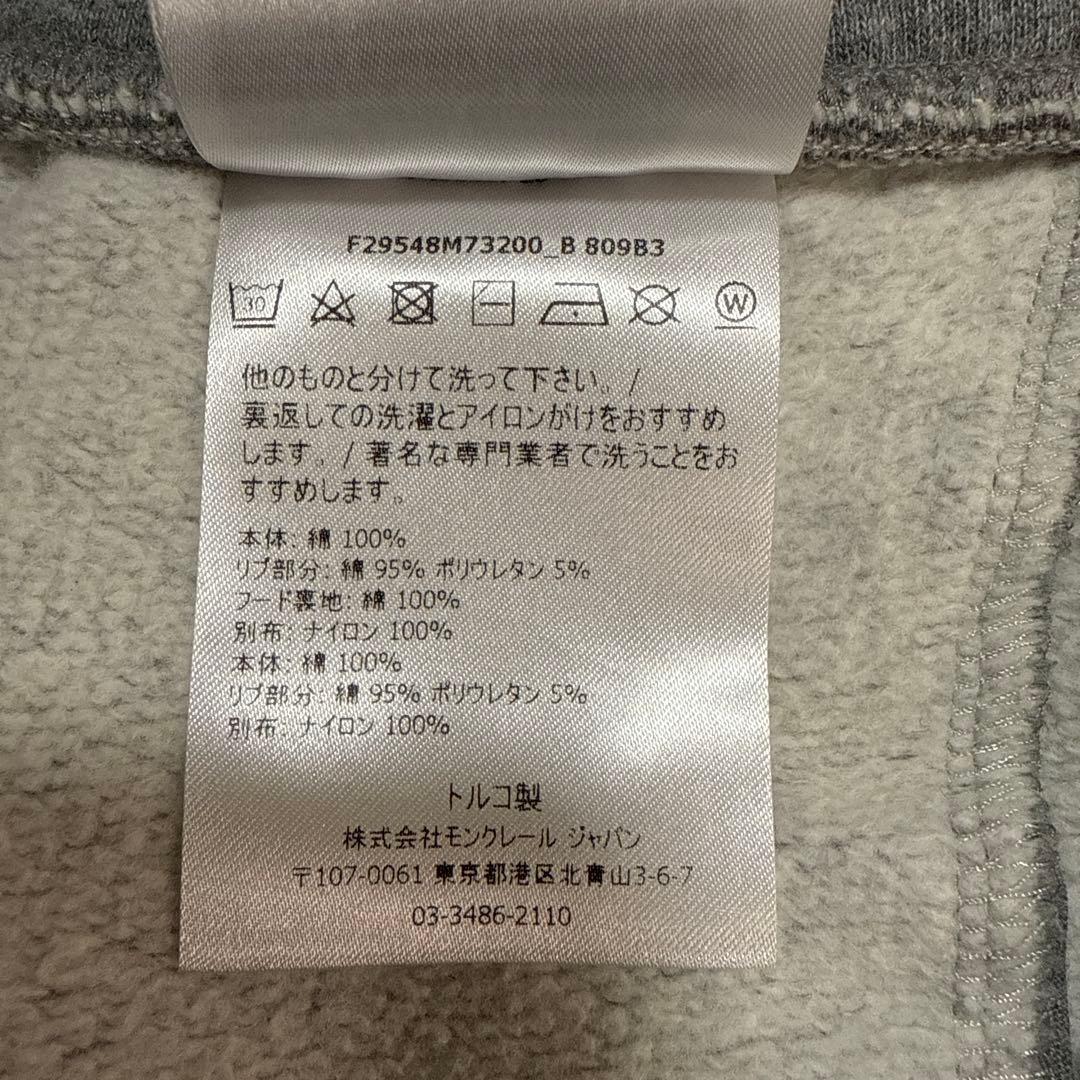 F29548M73200_B 809B3
30
W
他のものと分けて洗って下さい。/
裏返しての洗濯とアイロンがけをおすすめ
します。/ 著名な専門業者で洗うことをお
すすめします。
本体: 綿 100%
リブ部分: 綿 95% ポリウレタン 5%
フード裏地: 綿 100%
別布: ナイロン 100%
本体: 綿 100%
リブ部分: 綿 95% ポリウレタン 5%
別布: ナイロン 100%
トルコ製
株式会社モンクレール ジャパン
〒107-0061 東京都港区北青山3-6-7
03-3486-2110